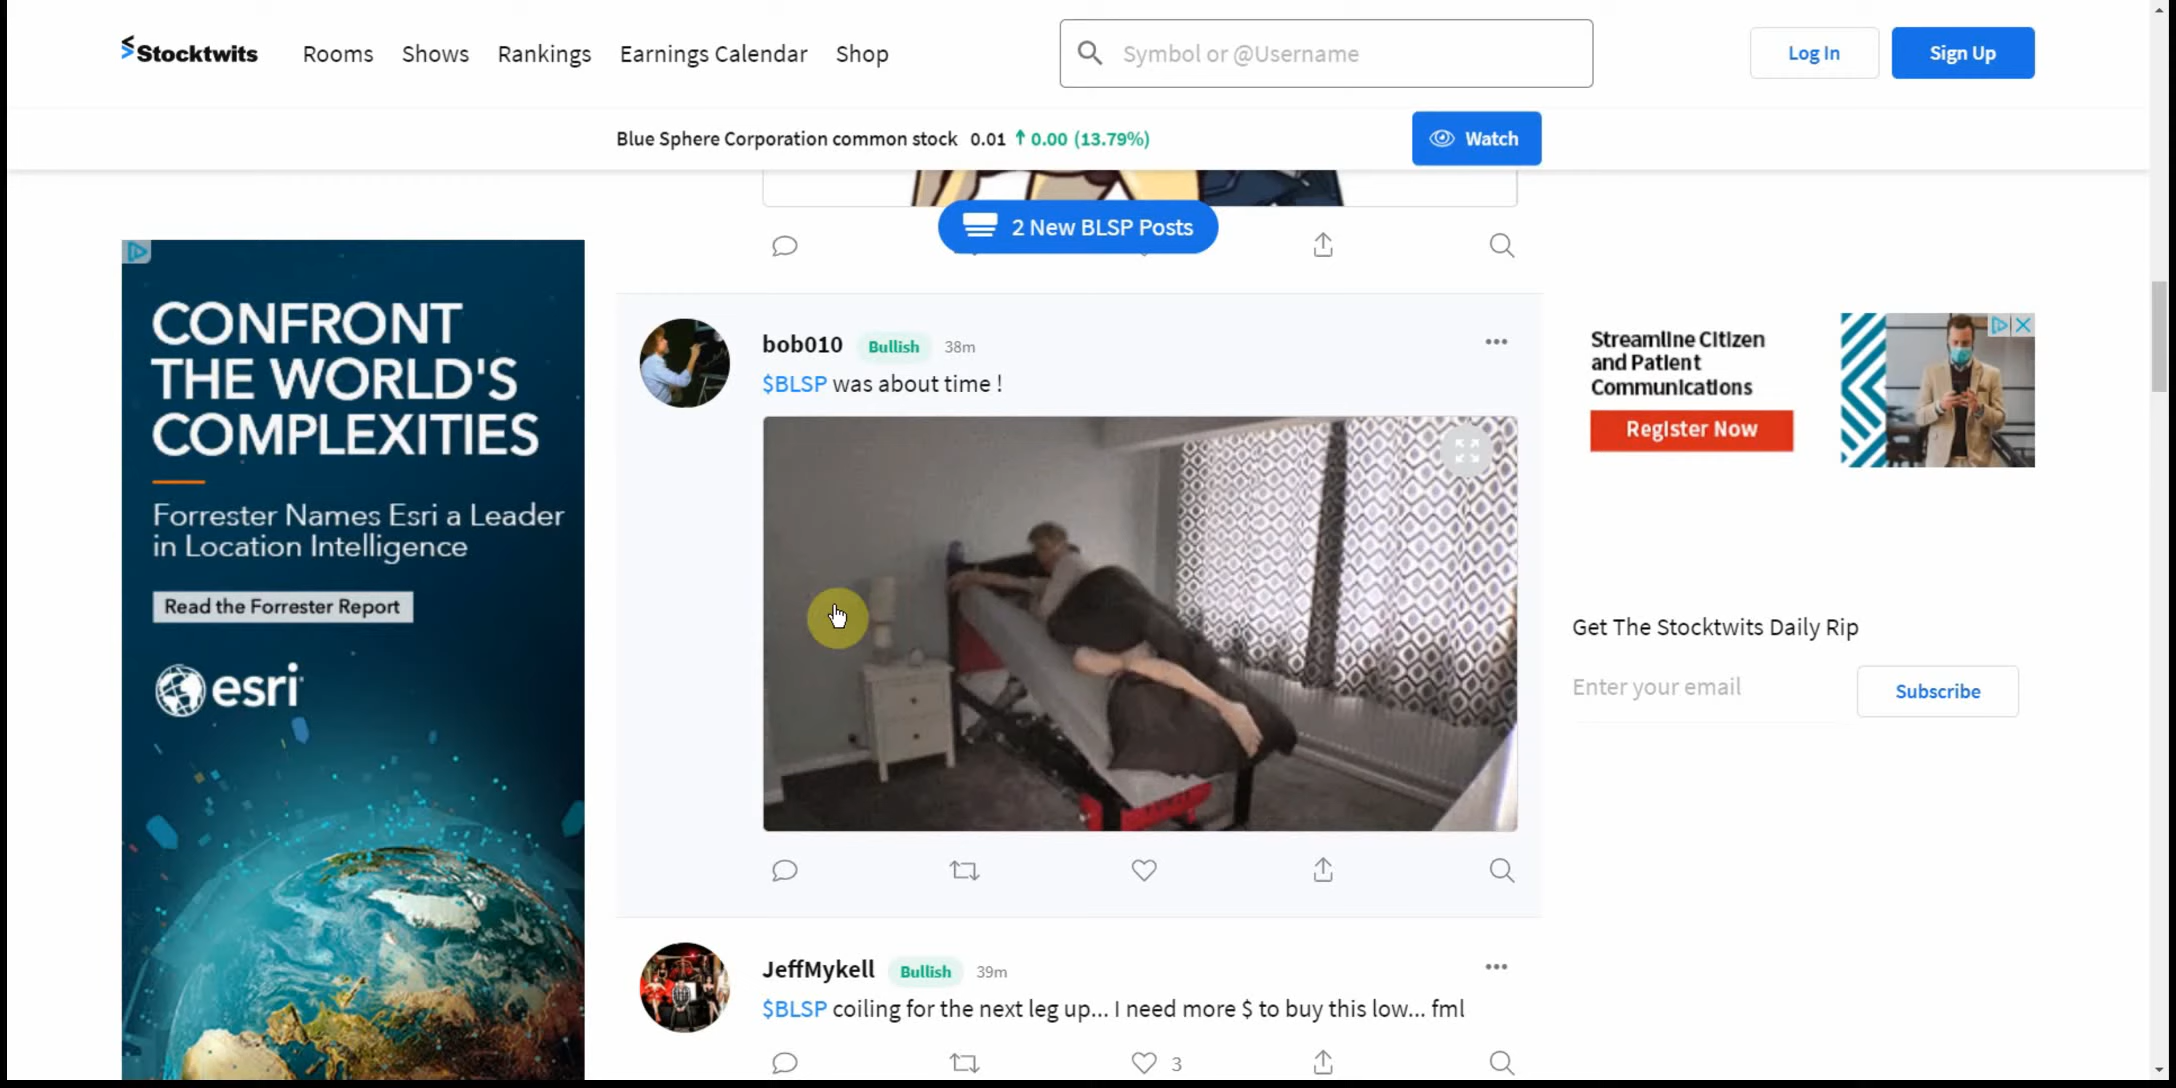 Stocktwits
Rooms Shows Rankings Earnings Calendar Shop
Symbol or @Username
Log In
Sign Up
Blue Sphere Corporation common stock 0.01 ↑ 0.00 (13.79%)
Watch
2 New BLSP Posts
CONFRONT
THE WORLD'S
COMPLEXITIES
Forrester Names Esri a Leader
in Location Intelligence
Read the Forrester Report
esri
bob010 Bullish 38m
$BLSP was about time !
JeffMykell Bullish 39m
$BLSP coiling for the next leg up... I need more $ to buy this low... fml
3
Streamline Citizen
and Patient
Communications
Register Now
Get The Stocktwits Daily Rip
Enter your email
Subscribe